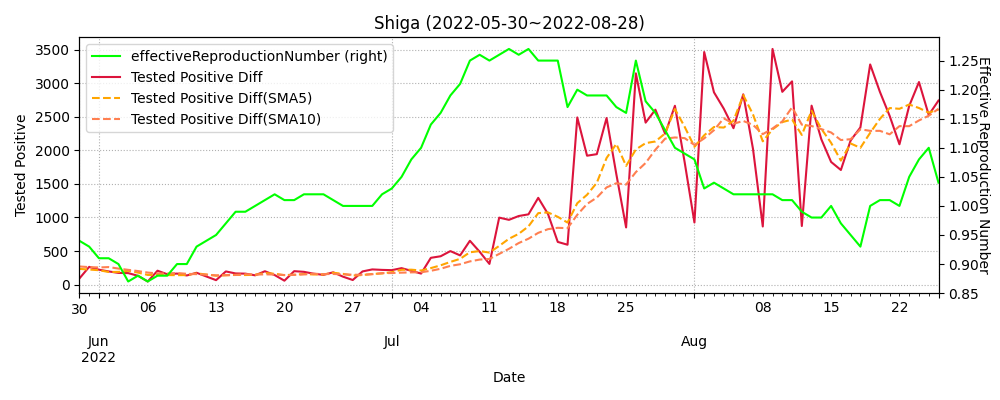 Shiga (2022-05-30~2022-08-28)
effectiveReproductionNumber (right)
Tested Positive Diff
Tested Positive Diff(SMA5)
Tested Positive Diff(SMA10)
Tested Positive
3500
3000
2500
2000
1500
1000
500
0
Effective Reproduction Number
1.25
1.20
1.15
1.10
1.05
1.00
0.95
0.90
0.85
30 06 13 20 27 04 11 18 25 08 15 22
Jun Jul Aug
2022
Date